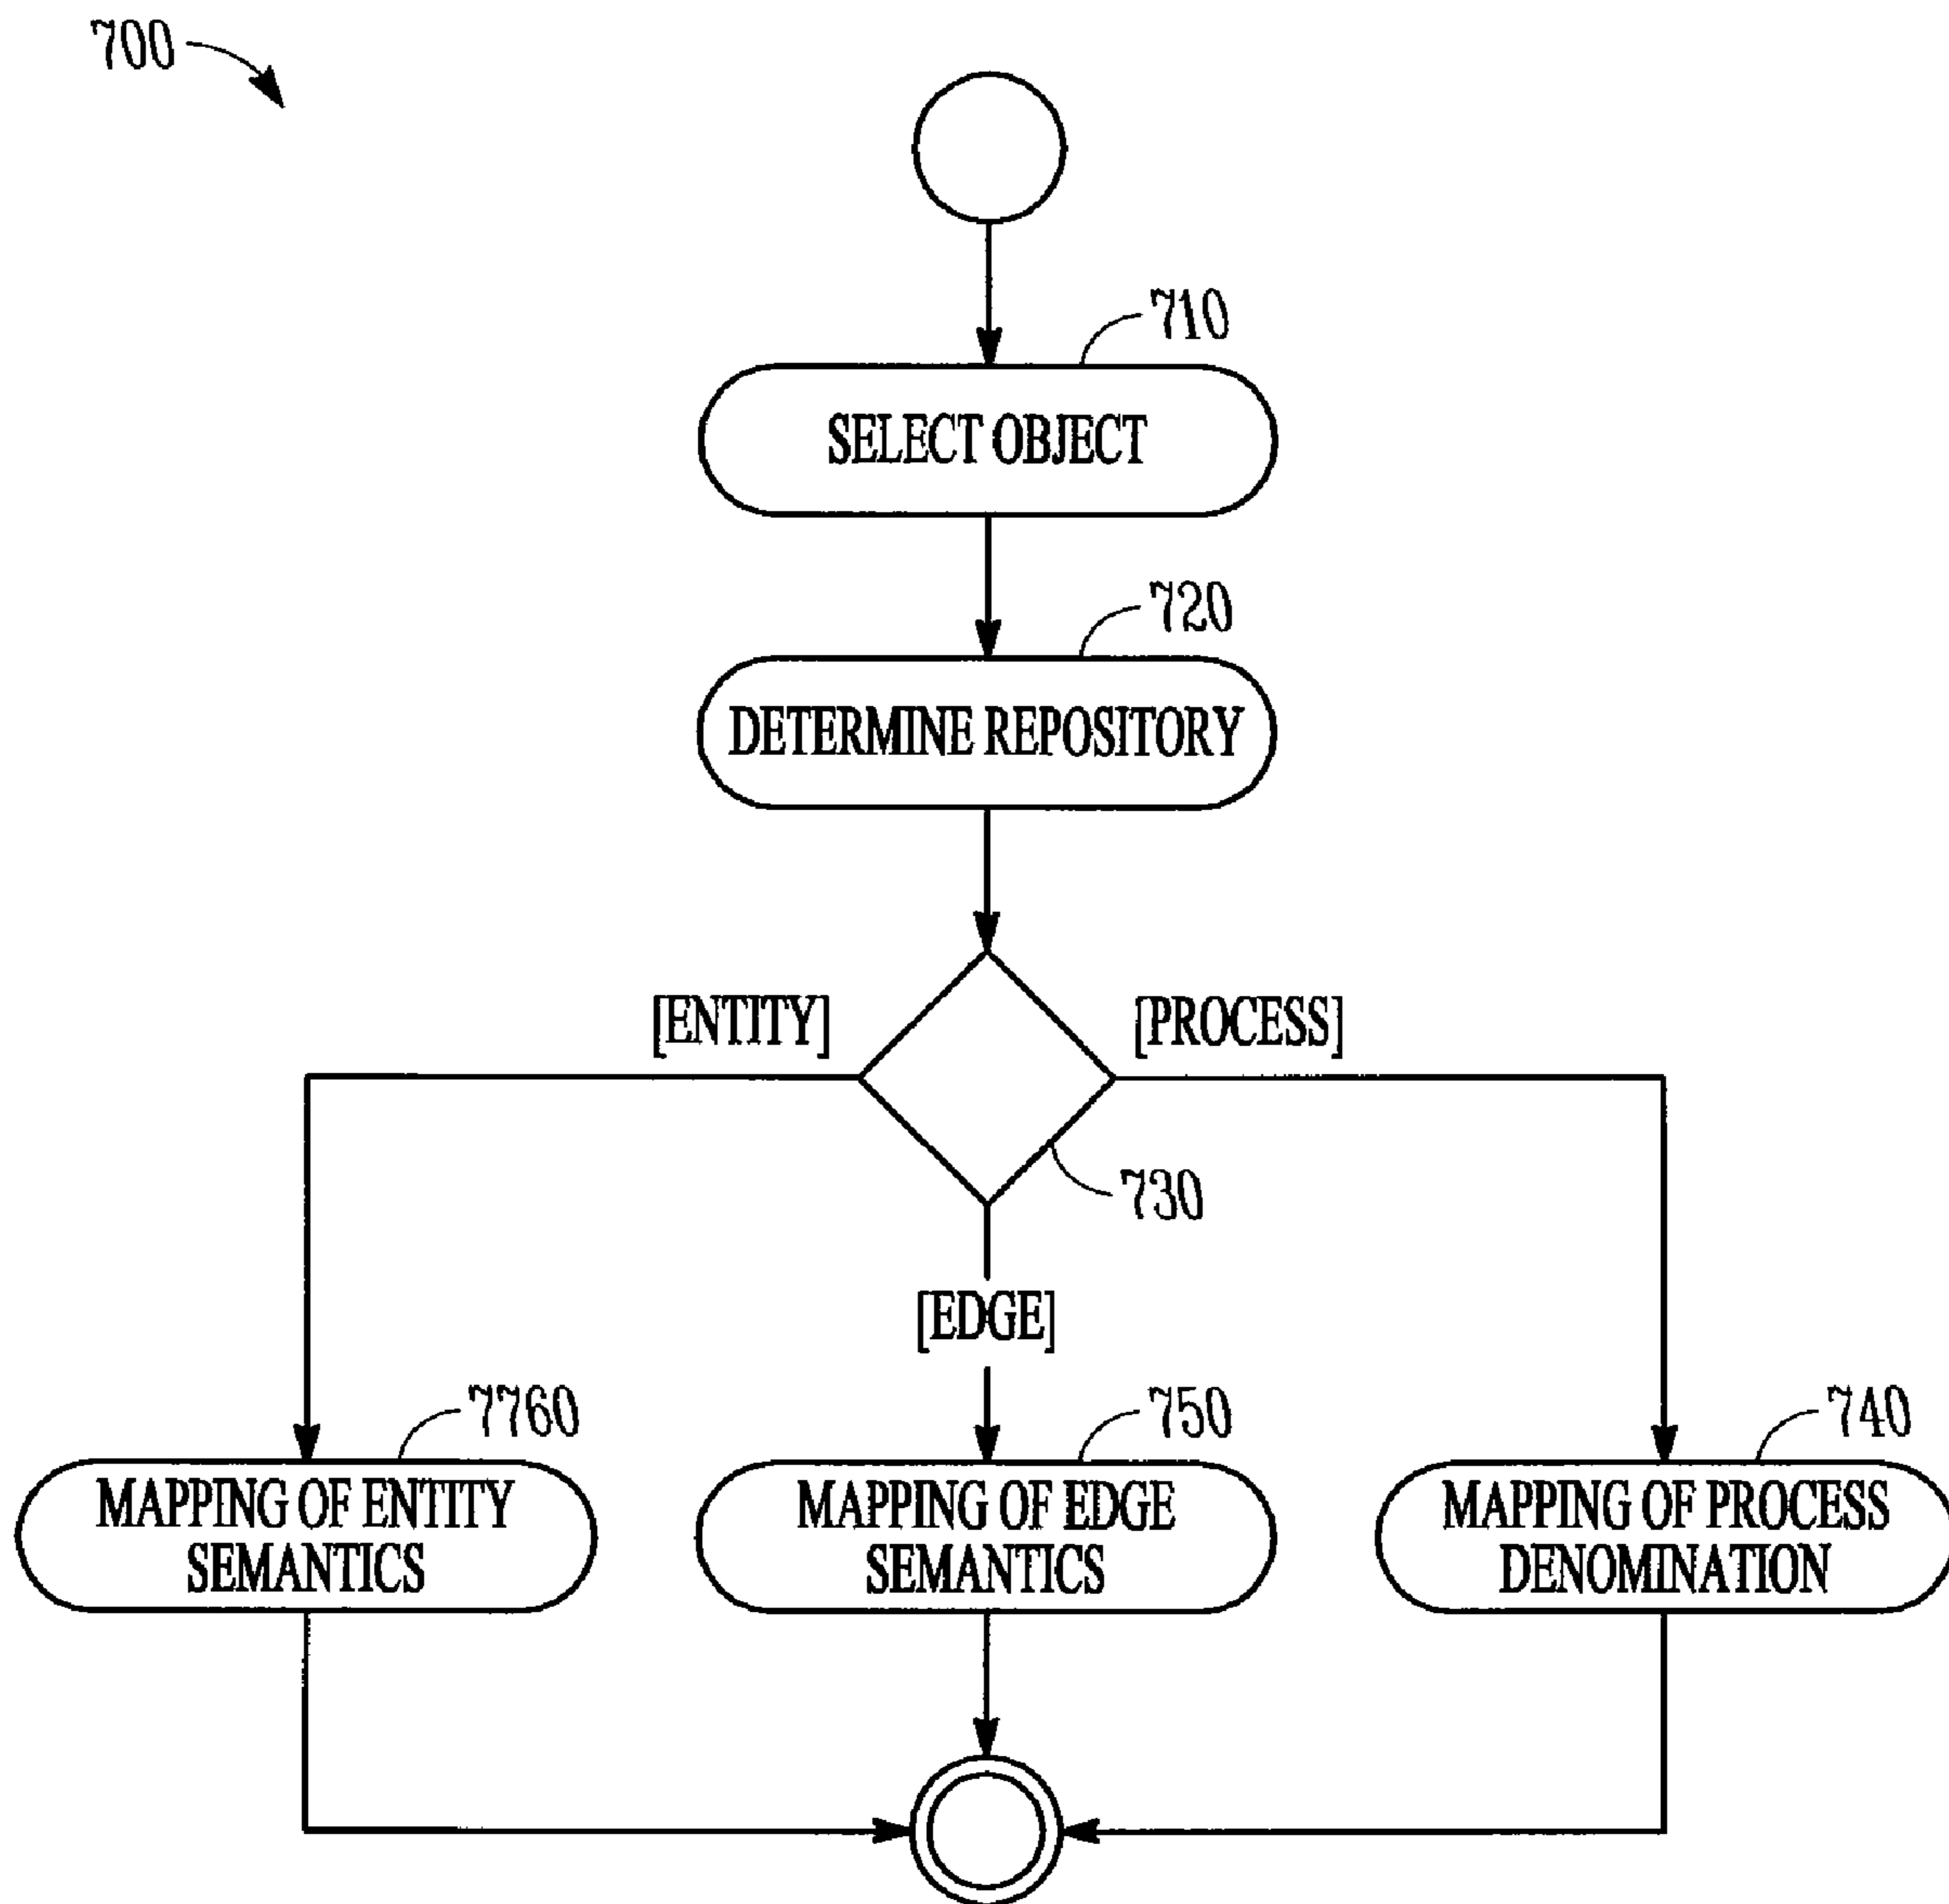 700
710
SELECT OBJECT
720
DETERMINE REPOSITORY
[ENTITY]
[PROCESS]
730
[EDGE]
7760
750
740
MAPPING OF ENTITY
SEMANTICS
MAPPING OF EDGE
SEMANTICS
MAPPING OF PROCESS
DENOMINATION